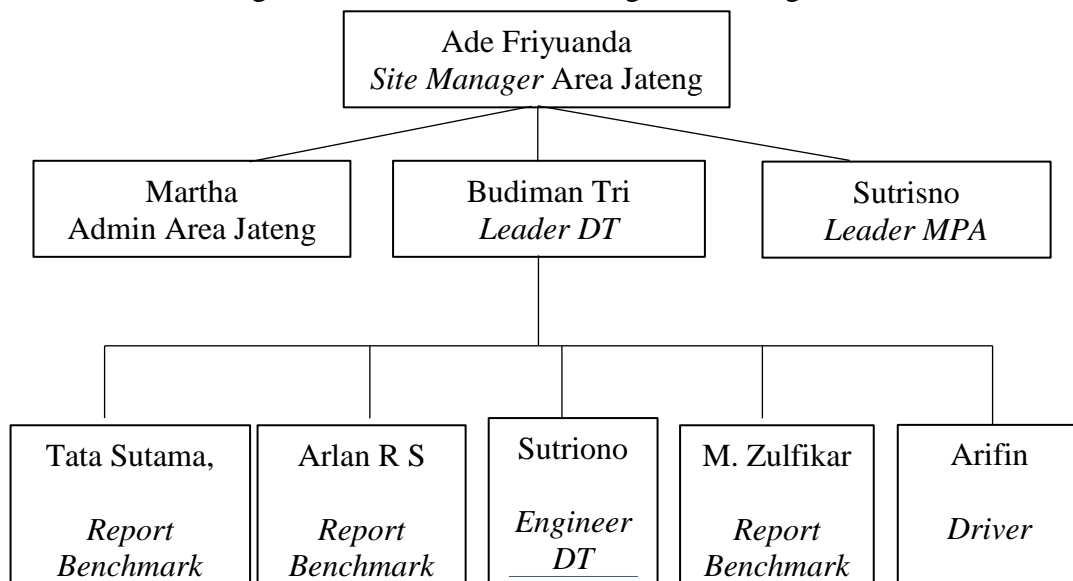 Ade Friyuanda
Site Manager Area Jateng
Martha
Admin Area Jateng
Budiman Tri
Leader DT
Sutrisno
Leader MPA
Tata Sutama,
Report
Benchmark
Arlan R S
Report
Benchmark
Sutriono
Engineer
DT
M. Zulfikar
Report
Benchmark
Arifin
Driver